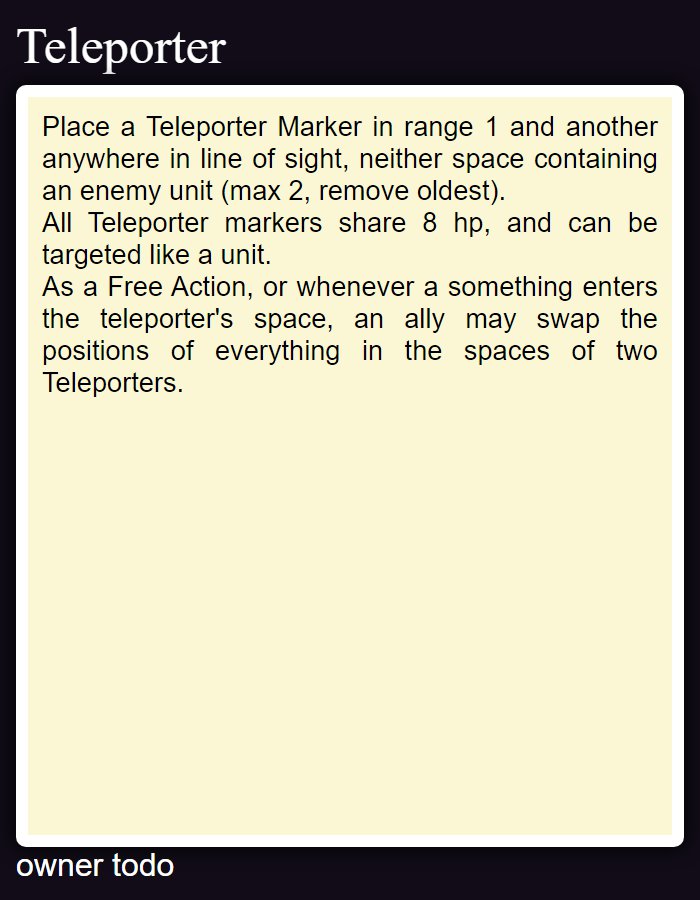 Teleporter
Place a Teleporter Marker in range 1 and another
anywhere in line of sight, neither space containing
an enemy unit (max 2, remove oldest).
All Teleporter markers share 8 hp, and can be
targeted like a unit.
As a Free Action, or whenever a something enters
the teleporter's space, an ally may swap the
positions of everything in the spaces of two
Teleporters.
owner todo